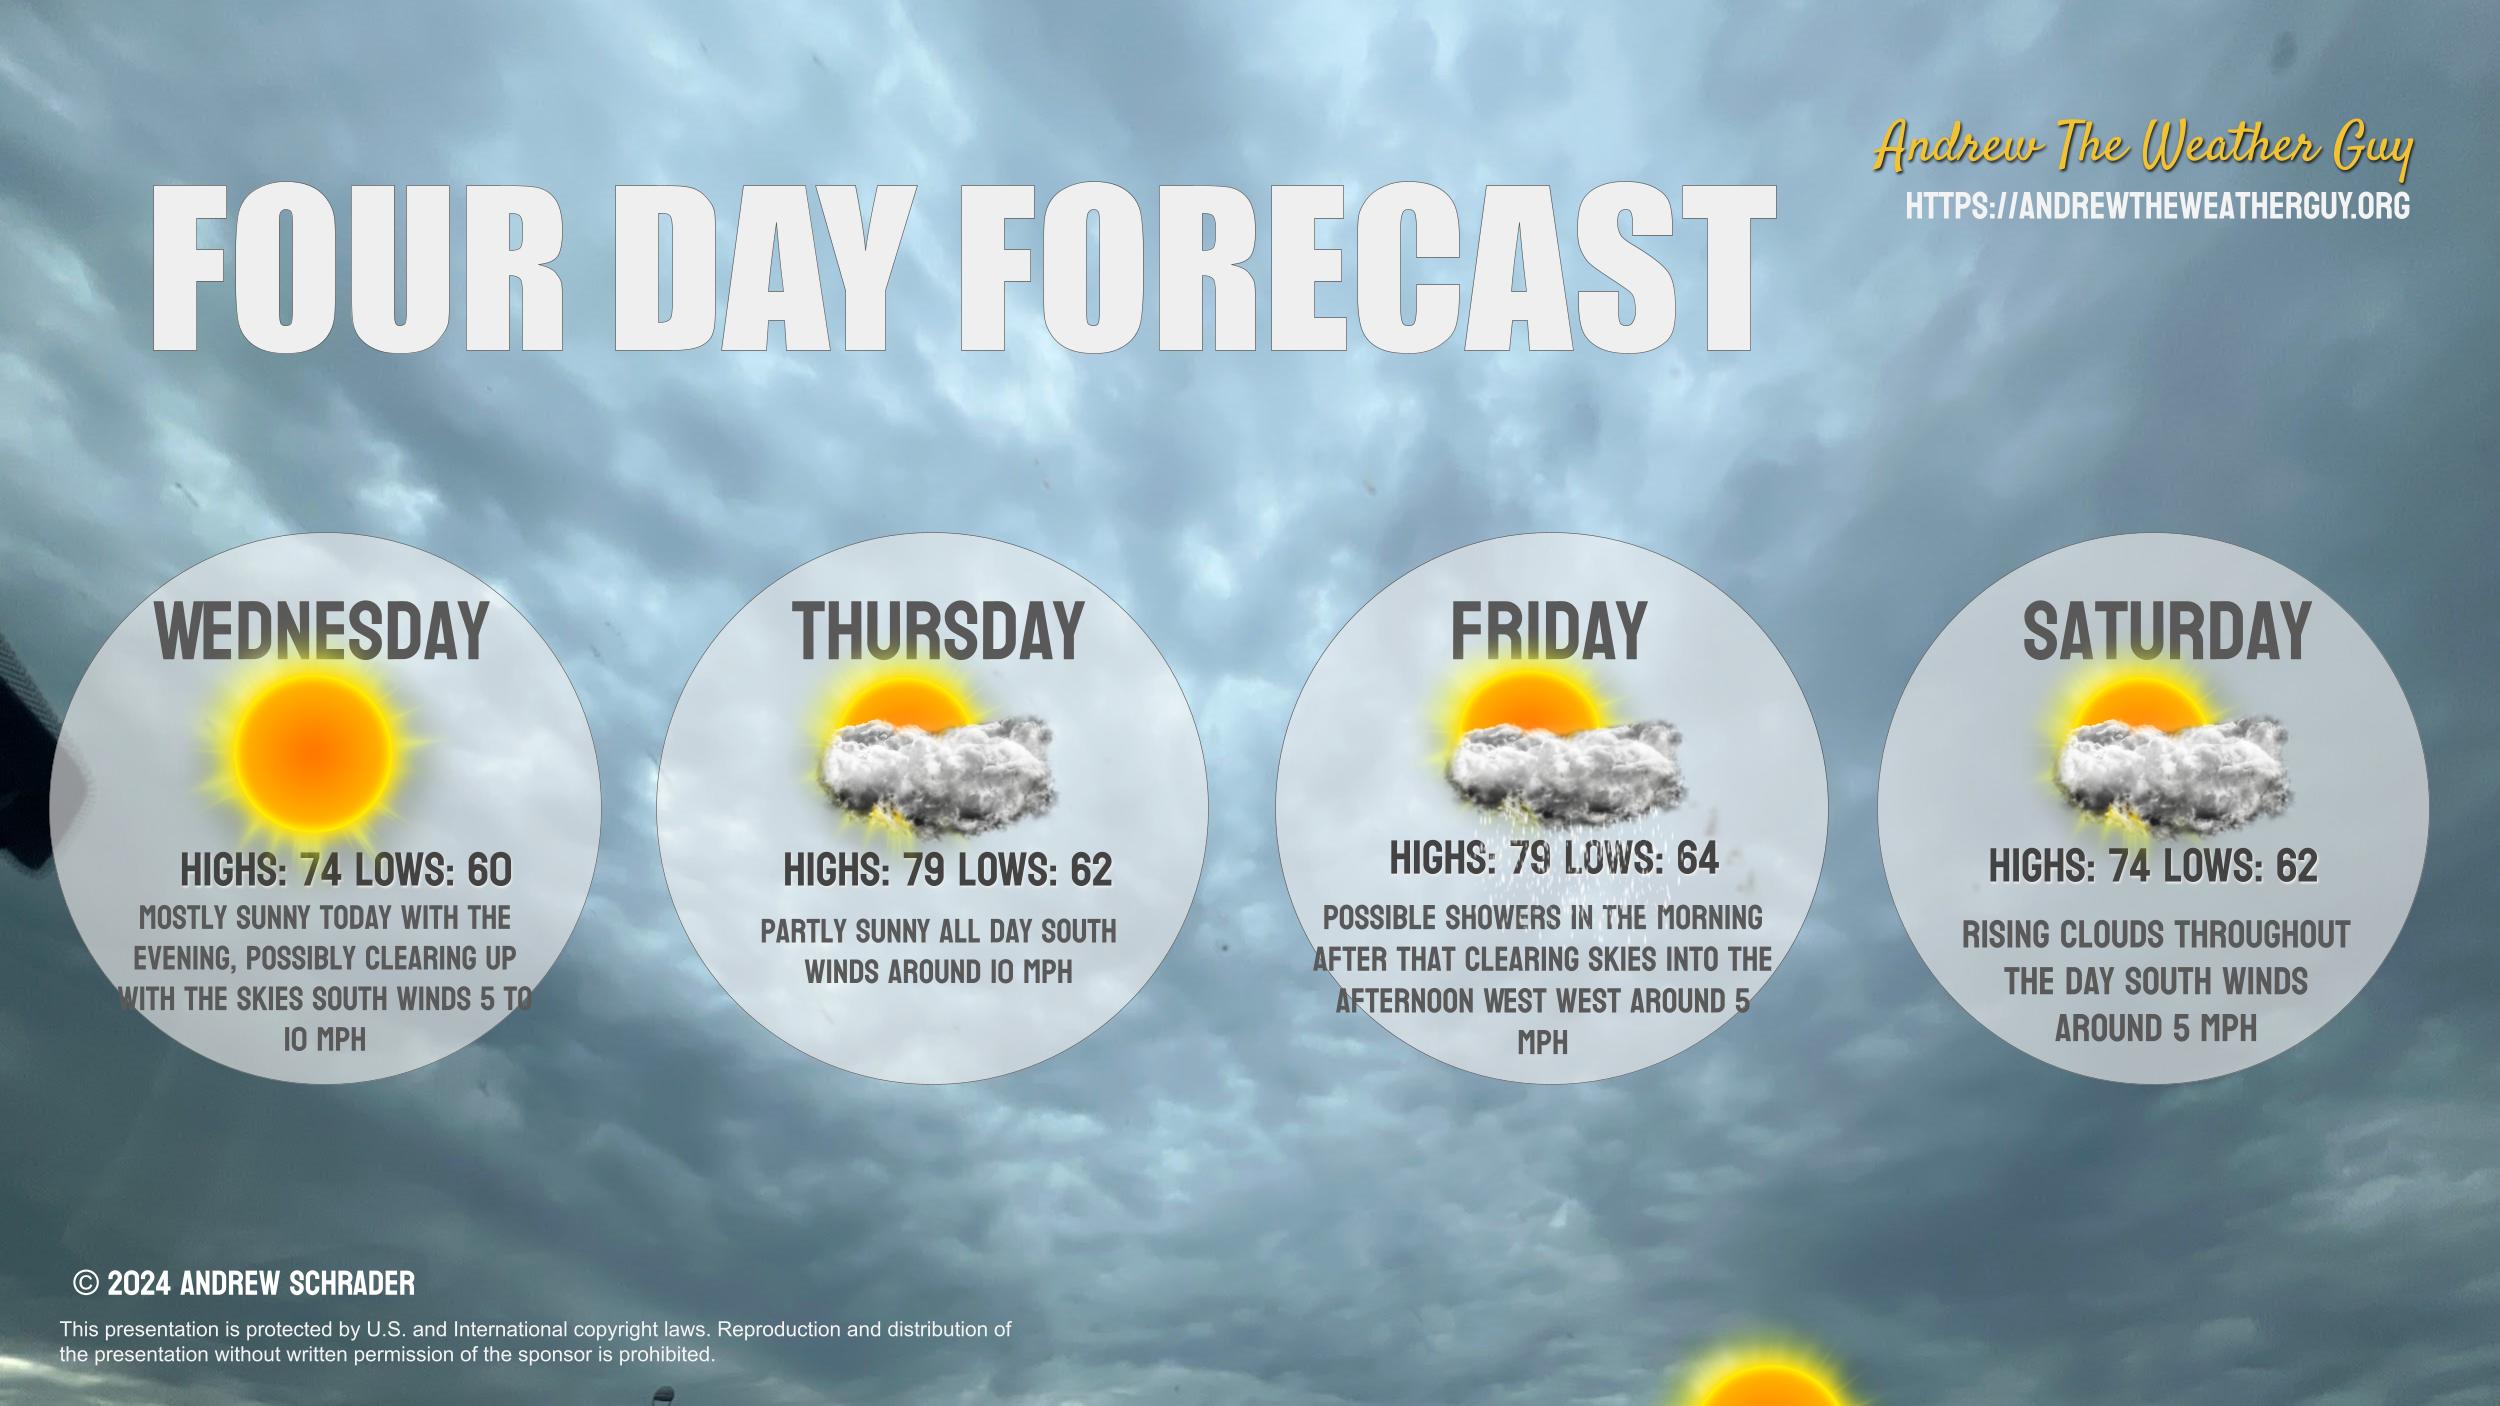 Andrew The Weather Guy
HTTPS://ANDREWTHEWEATHERGUY.ORG
FOUR DAY FORECAST
WEDNESDAY
HIGHS: 74 LOWS: 60
MOSTLY SUNNY TODAY WITH THE
EVENING, POSSIBLY CLEARING UP
WITH THE SKIES SOUTH WINDS 5 TO
10 MPH
THURSDAY
HIGHS: 79 LOWS: 62
PARTLY SUNNY ALL DAY SOUTH
WINDS AROUND 10 MPH
FRIDAY
HIGHS: 79 LOWS: 64
POSSIBLE SHOWERS IN THE MORNING
AFTER THAT CLEARING SKIES INTO THE
AFTERNOON WEST WEST AROUND 5
MPH
SATURDAY
HIGHS: 74 LOWS: 62
RISING CLOUDS THROUGHOUT
THE DAY SOUTH WINDS
AROUND 5 MPH
© 2024 ANDREW SCHRADER
This presentation is protected by U.S. and International copyright laws. Reproduction and distribution of
the presentation without written permission of the sponsor is prohibited.